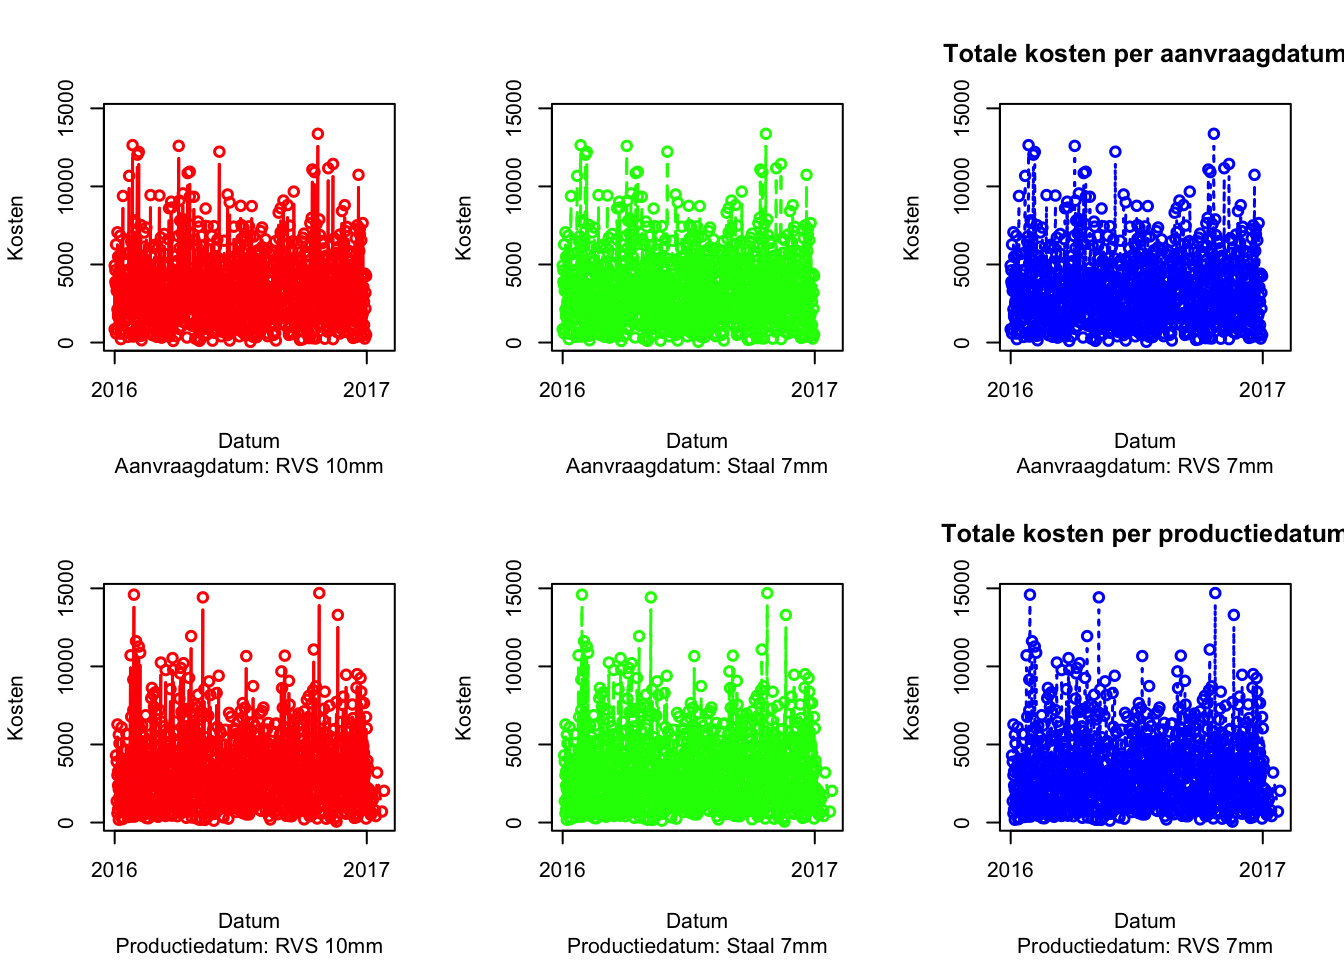 Totale kosten per aanvraagdatum
Kosten
15000
10000
5000
0
2016
2017
Datum
Aanvraagdatum: RVS 10mm
Kosten
15000
10000
5000
0
2016
2017
Datum
Aanvraagdatum: Staal 7mm
Kosten
15000
10000
5000
0
2016
2017
Datum
Aanvraagdatum: RVS 7mm
Totale kosten per productiedatum
Kosten
15000
10000
5000
0
2016
2017
Datum
Productiedatum: RVS 10mm
Kosten
15000
10000
5000
0
2016
2017
Datum
Productiedatum: Staal 7mm
Kosten
15000
10000
5000
0
2016
2017
Datum
Productiedatum: RVS 7mm